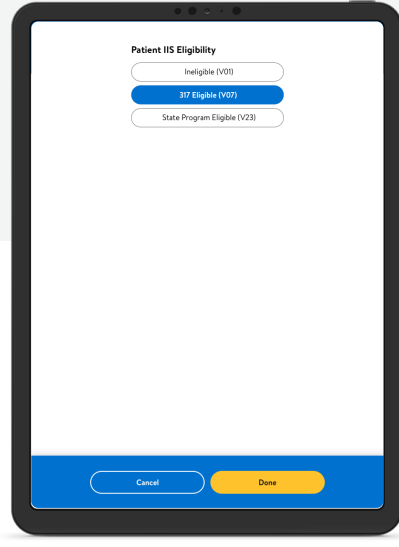 Patient IIS Eligibility
Ineligible (V01)
317 Eligible (V07)
State Program Eligible (V23)
Cancel
Done